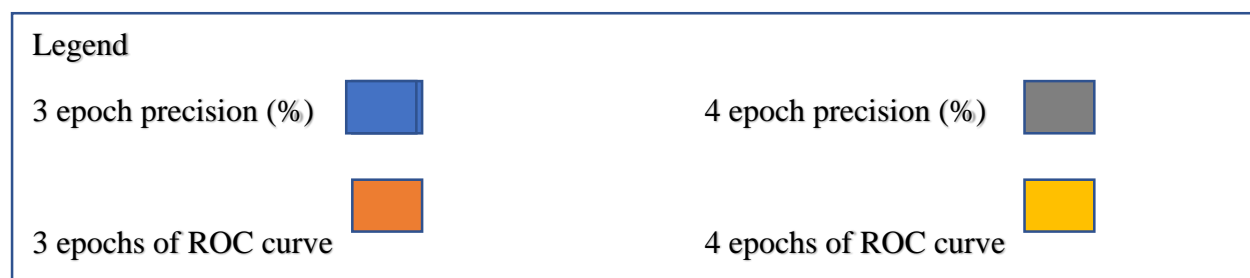 Legend
3 epoch precision (%)
4 epoch precision (%)
3 epochs of ROC curve
4 epochs of ROC curve